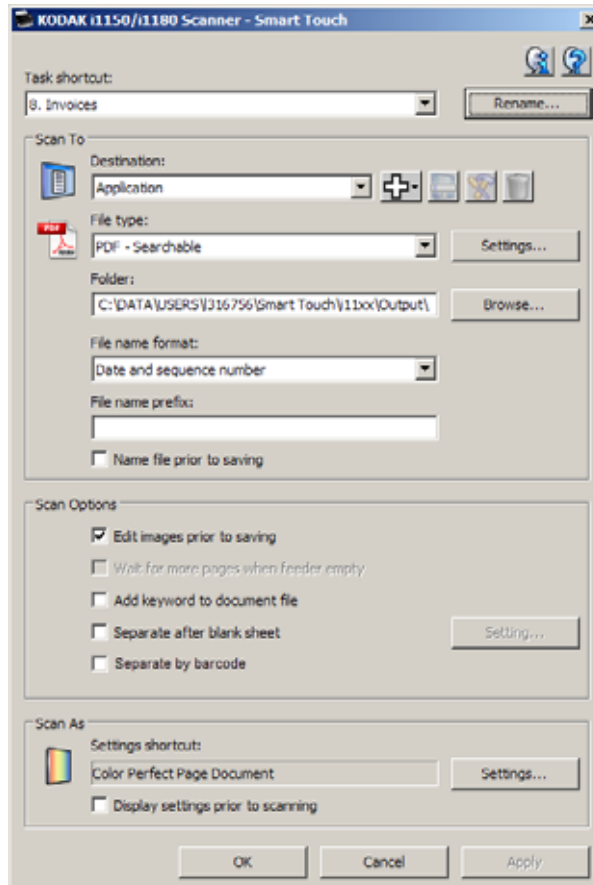 KODAK i1150/i1180 Scanner - Smart Touch
Task shortcut:
8. Invoices
Rename...
Scan To
Destination:
Application
PDF
File type:
PDF - Searchable
Settings...
Folder:
C:\DATA\USERS\J316756\Smart Touch\i11xx\Output\
Browse...
File name format:
Date and sequence number
File name prefix:
Name file prior to saving
Scan Options
Edit images prior to saving
Wait for more pages when feeder empty
Add keyword to document file
Separate after blank sheet
Setting...
Separate by barcode
Scan As
Settings shortcut:
Color Perfect Page Document
Settings...
Display settings prior to scanning
OK
Cancel
Apply